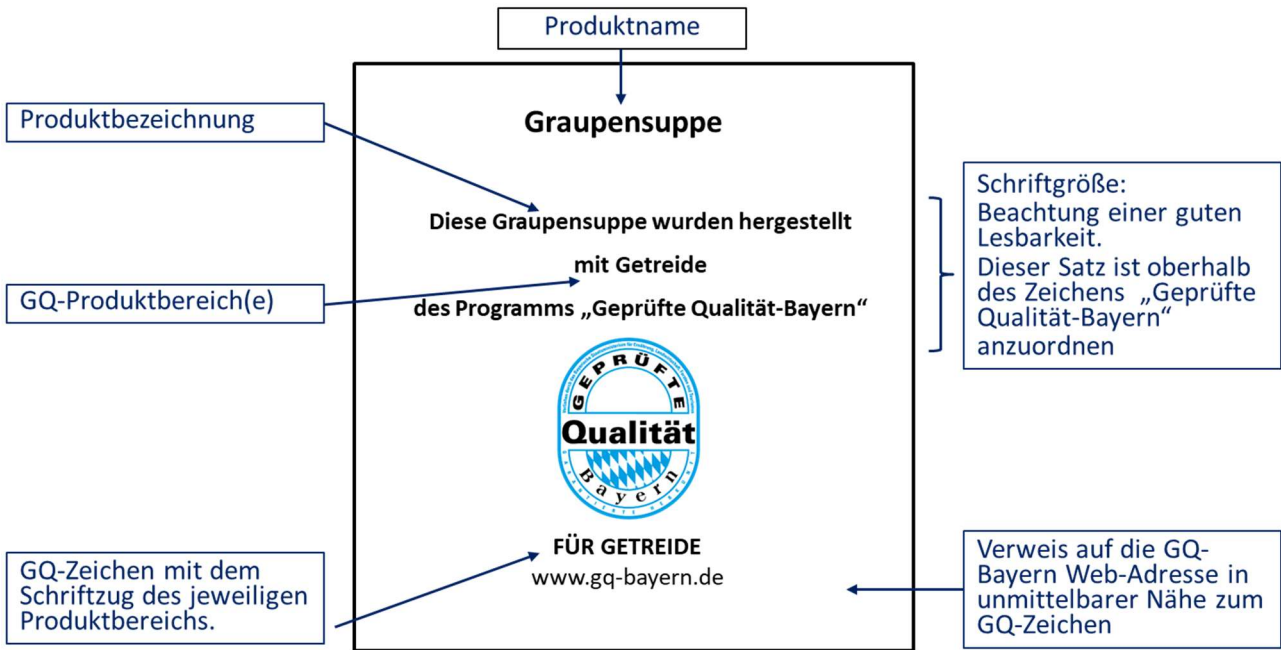 Produktname
Graupensuppe
Produktbezeichnung
Diese Graupensuppe wurden hergestellt
mit Getreide
des Programms „Geprüfte Qualität-Bayern“
GQ-Produktbereich(e)
Schriftgröße:
Beachtung einer guten
Lesbarkeit.
Dieser Satz ist oberhalb
des Zeichens „Geprüfte
Qualität-Bayern“
anzuordnen
GEPRÜFTE
Qualität
Bayern
FÜR GETREIDE
www.gq-bayern.de
GQ-Zeichen mit dem
Schriftzug des jeweiligen
Produktbereichs.
Verweis auf die GQ-
Bayern Web-Adresse in
unmittelbarer Nähe zum
GQ-Zeichen